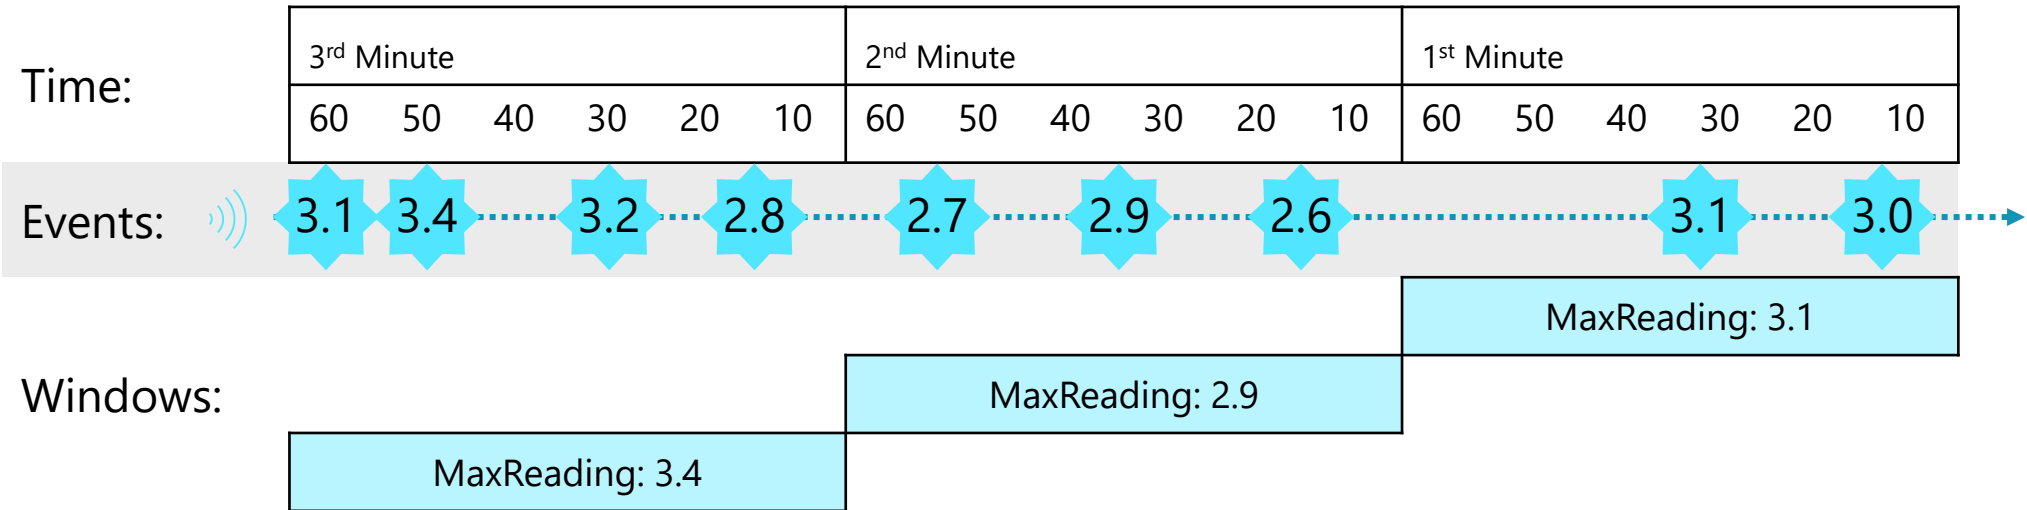 Time:
3rd Minute 2nd Minute 1st Minute
60 50 40 30 20 10 60 50 40 30 20 10 60 50 40 30 20 10
Events: 3.1 3.4 3.2 2.8 2.7 2.9 2.6 3.1 3.0
MaxReading: 3.1
Windows:
MaxReading: 2.9
MaxReading: 3.4